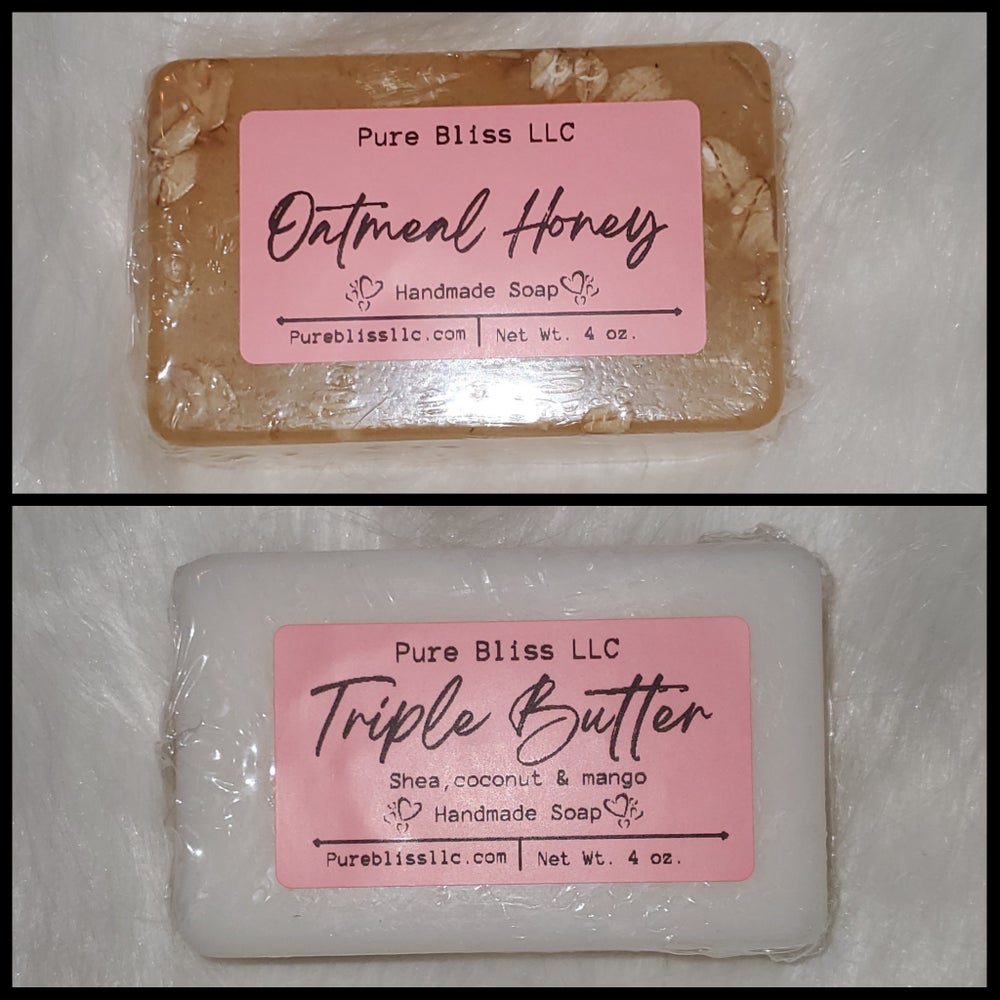 Pure Bliss LLC
Oatmeal Honey
Handmade Soap
Pureblissllc.com | Net Wt. 4 oz.
Pure Bliss LLC
Triple Butter
Shea,coconut & mango
Handmade Soap
Pureblissllc.com | Net Wt. 4 oz.